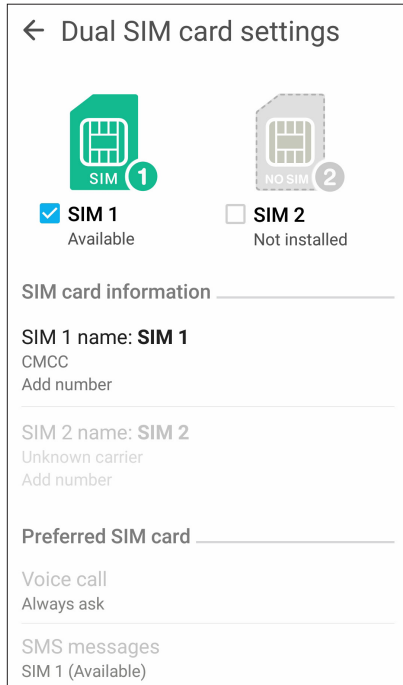 Dual SIM card settings
SIM 1
NO SIM 2
SIM 1
Available
SIM 2
Not installed
SIM card information
SIM 1 name: SIM 1
CMCC
Add number
SIM 2 name: SIM 2
Unknown carrier
Add number
Preferred SIM card
Voice call
Always ask
SMS messages
SIM 1 (Available)